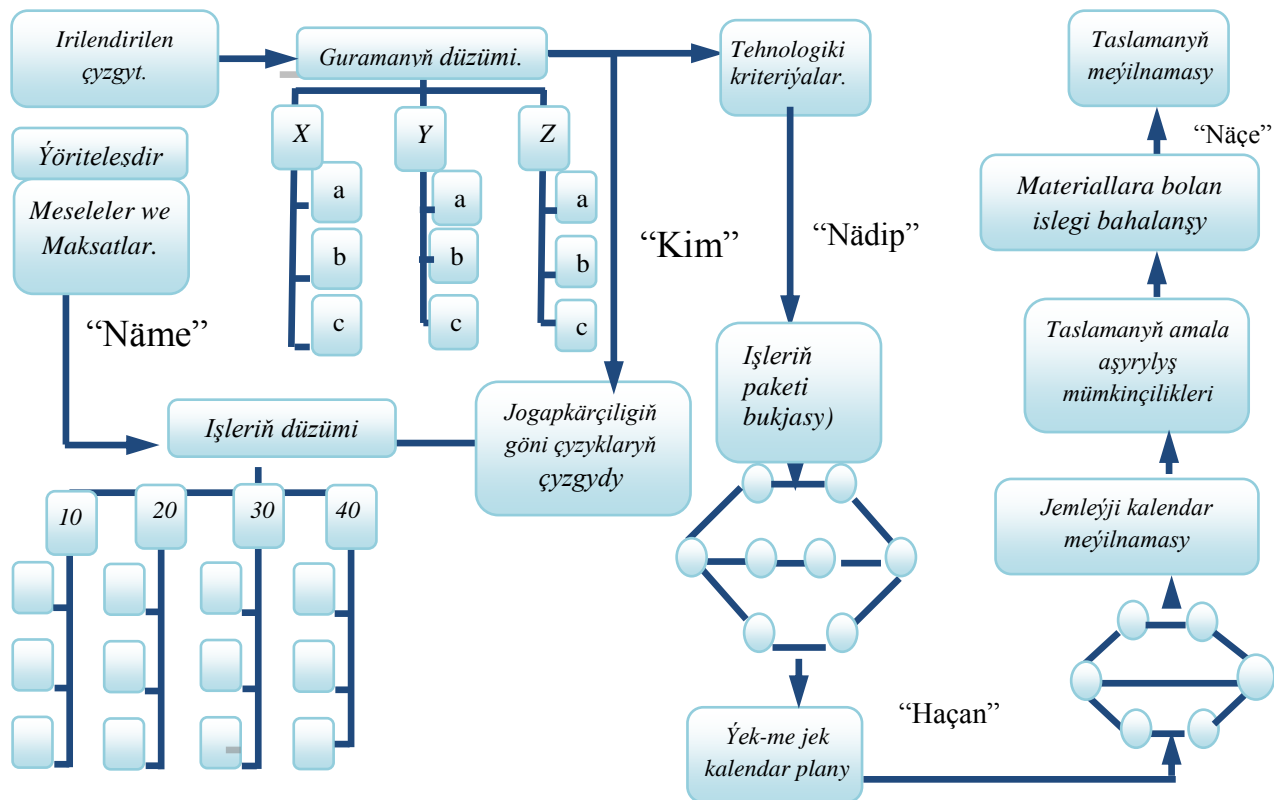 Irilendirilen
çyzgyt.
Guramanyň düzümi.
Tehnologiki
kriteriýalar.
Taslamanyň
meýilnamasy
X
Y
Z
Ýöriteleşdir
Meseleler we
Maksatlar.
a
b
c
a
b
c
a
b
c
“Näme”
“Kim”
“Nädip”
“Näçe”
Materiallara bolan
islegi bahalanşy
Taslamanyň amala
aşyrylyş
mümkinçilikleri
Işleriň
paketi
bukjasy)
Işleriň düzümi
Jogapkärçiligiň
göni çyzyklaryň
çyzgydy
10
20
30
40
Jemleýji kalendar
meýilnamasy
“Haçan”
Ýek-me jek
kalendar plany